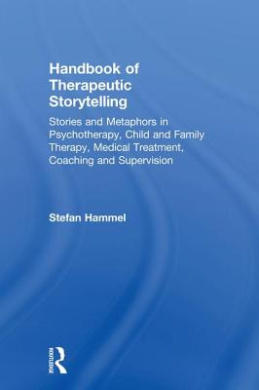 Handbook of
Therapeutic
Storytelling
Stories and Metaphors in
Psychotherapy, Child and Family
Therapy, Medical Treatment,
Coaching and Supervision
Stefan Hammel
ROUTLEDGE